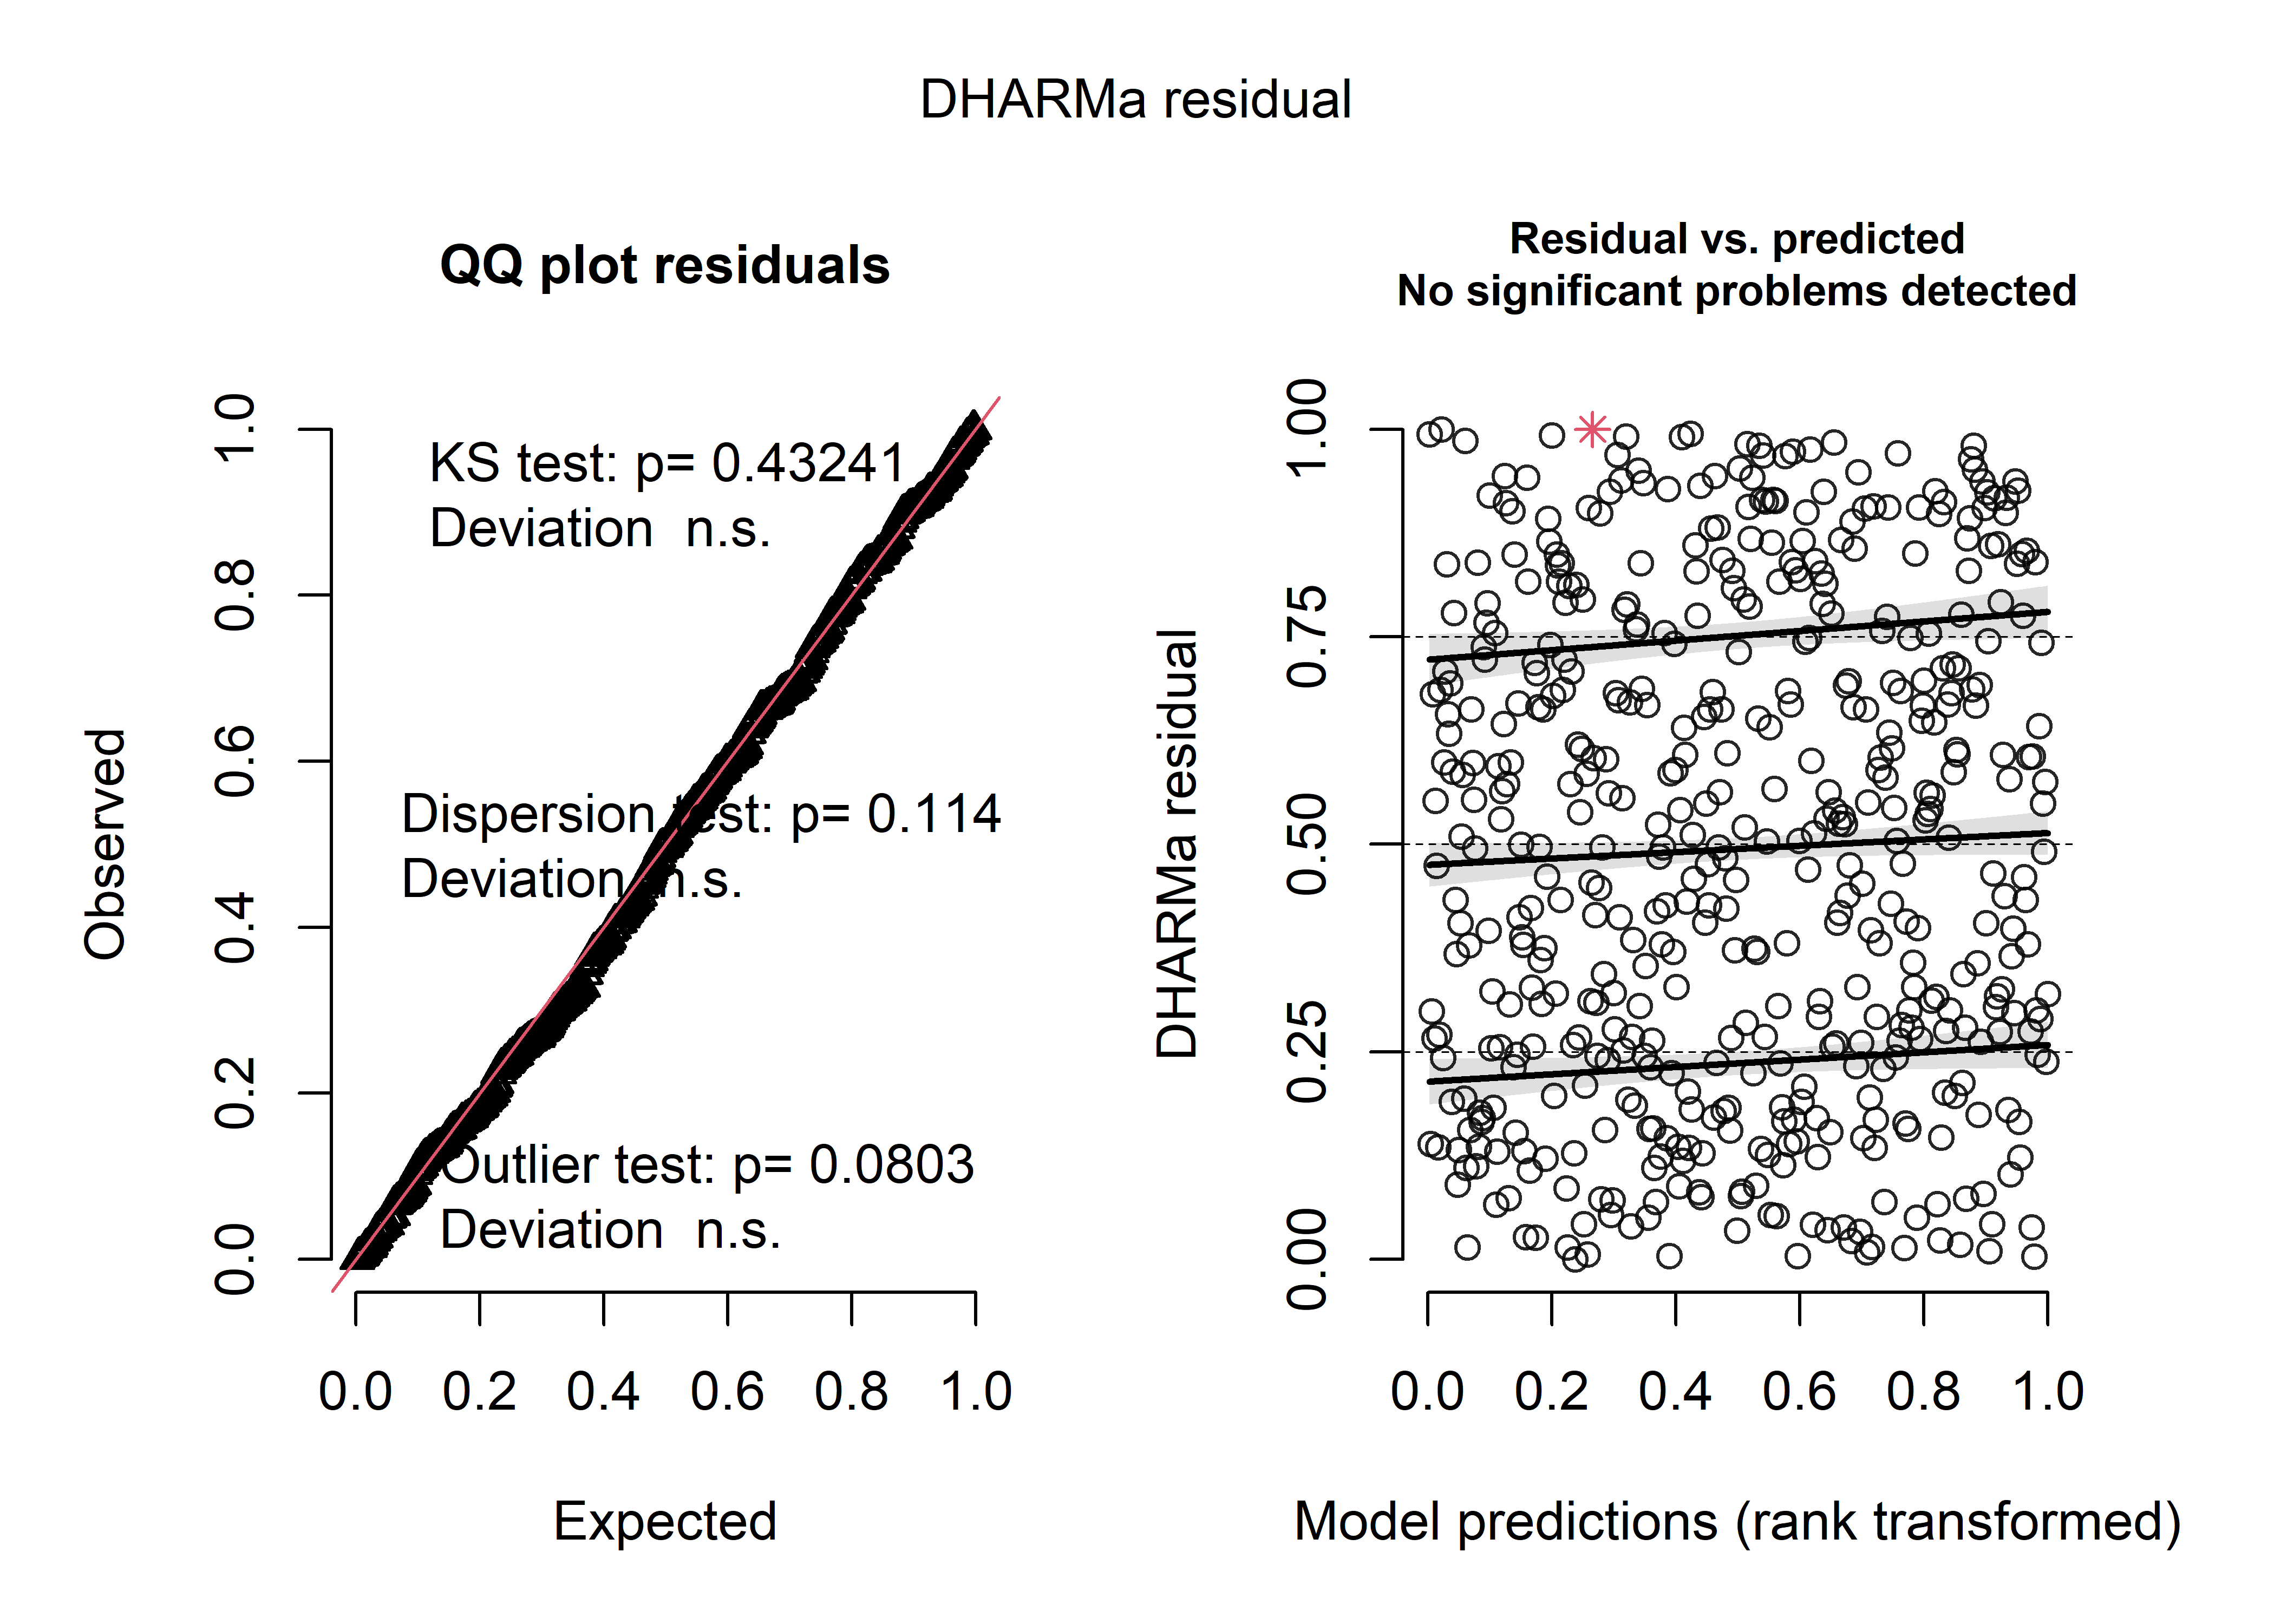 DHARMa residual
QQ plot residuals
KS test: p= 0.43241
Deviation  n.s.
Dispersion test: p= 0.114
Deviation  n.s.
Outlier test: p= 0.0803
Deviation  n.s.
Observed
0.0 0.2 0.4 0.6 0.8 1.0
0.0 0.2 0.4 0.6 0.8 1.0
Expected
Residual vs. predicted
No significant problems detected
DHARMa residual
0.00 0.25 0.50 0.75 1.00
0.0 0.2 0.4 0.6 0.8 1.0
Model predictions (rank transformed)